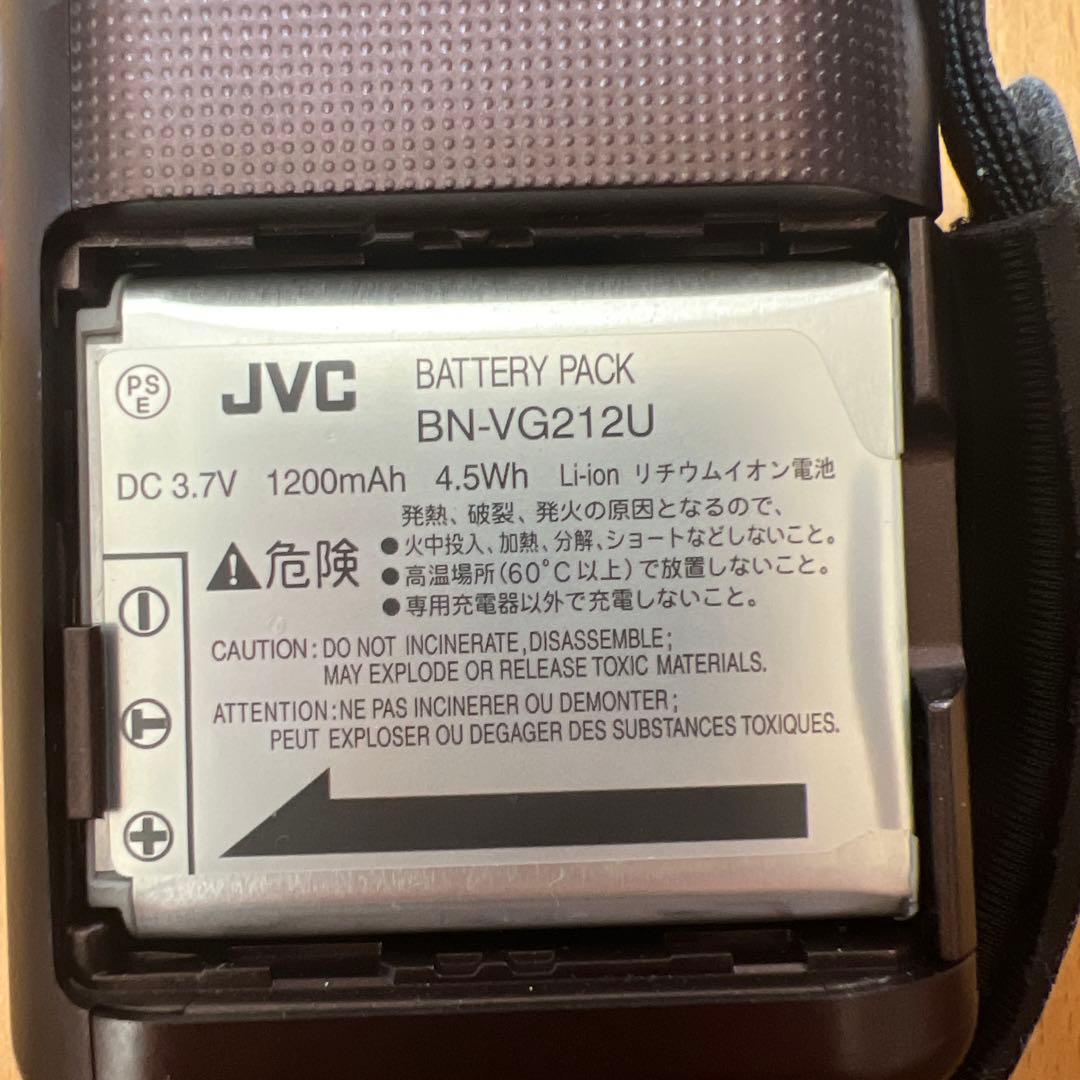 PSE
JVC
BATTERY PACK
BN-VG212U
DC 3.7V 1200mAh 4.5Wh Li-ion リチウムイオン電池
発熱、破裂、発火の原因となるので、
危険
●火中投入、加熱、分解、ショートなどしないこと。
●高温場所(60°C以上)で放置しないこと。
●専用充電器以外で充電しないこと。
CAUTION: DO NOT INCINERATE,DISASSEMBLE;
MAY EXPLODE OR RELEASE TOXIC MATERIALS.
ATTENTION:NE PAS INCINERER OU DEMONTER;
PEUT EXPLOSER OU DEGAGER DES SUBSTANCES TOXIQUES.
−
T
+